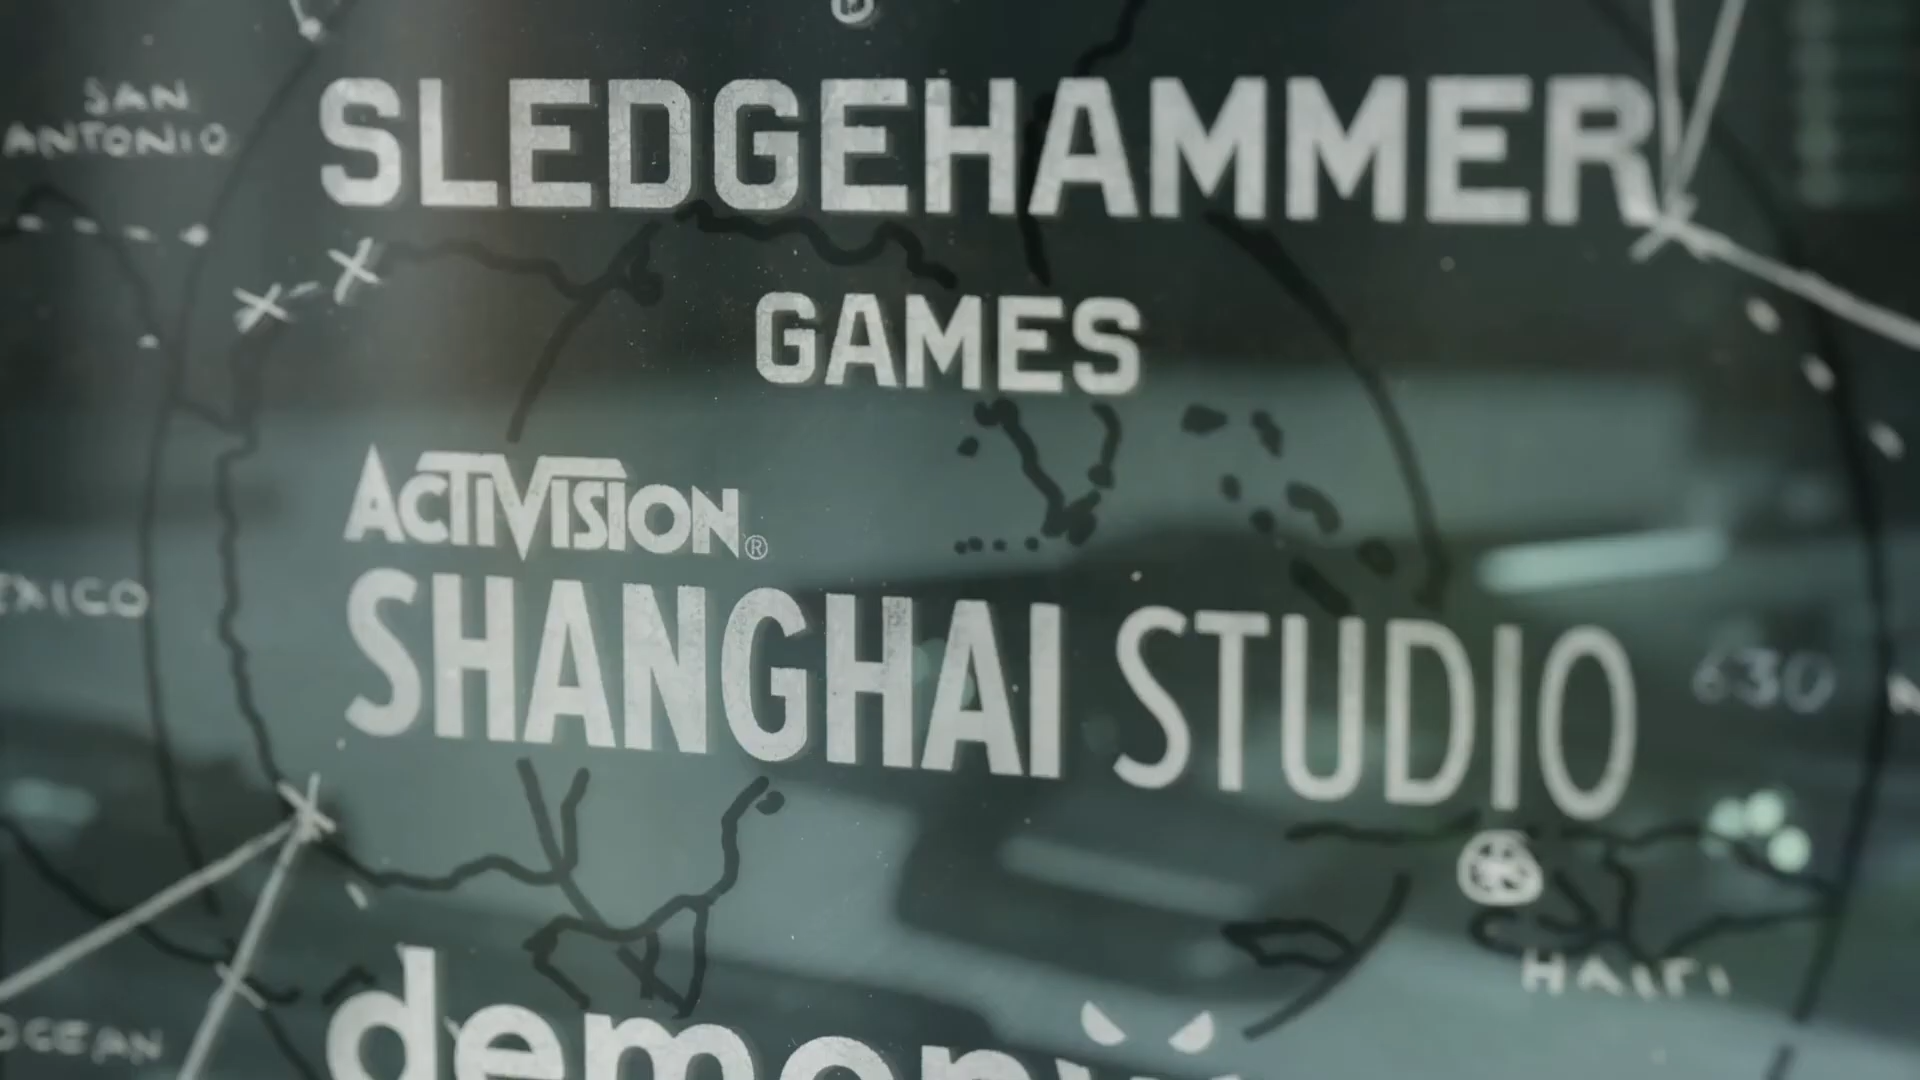 SAN
ANTONIO
SLEDGEHAMMER
GAMES
ACTIVISION®
SHANGHAI STUDIO
630
HAITI
OCEAN